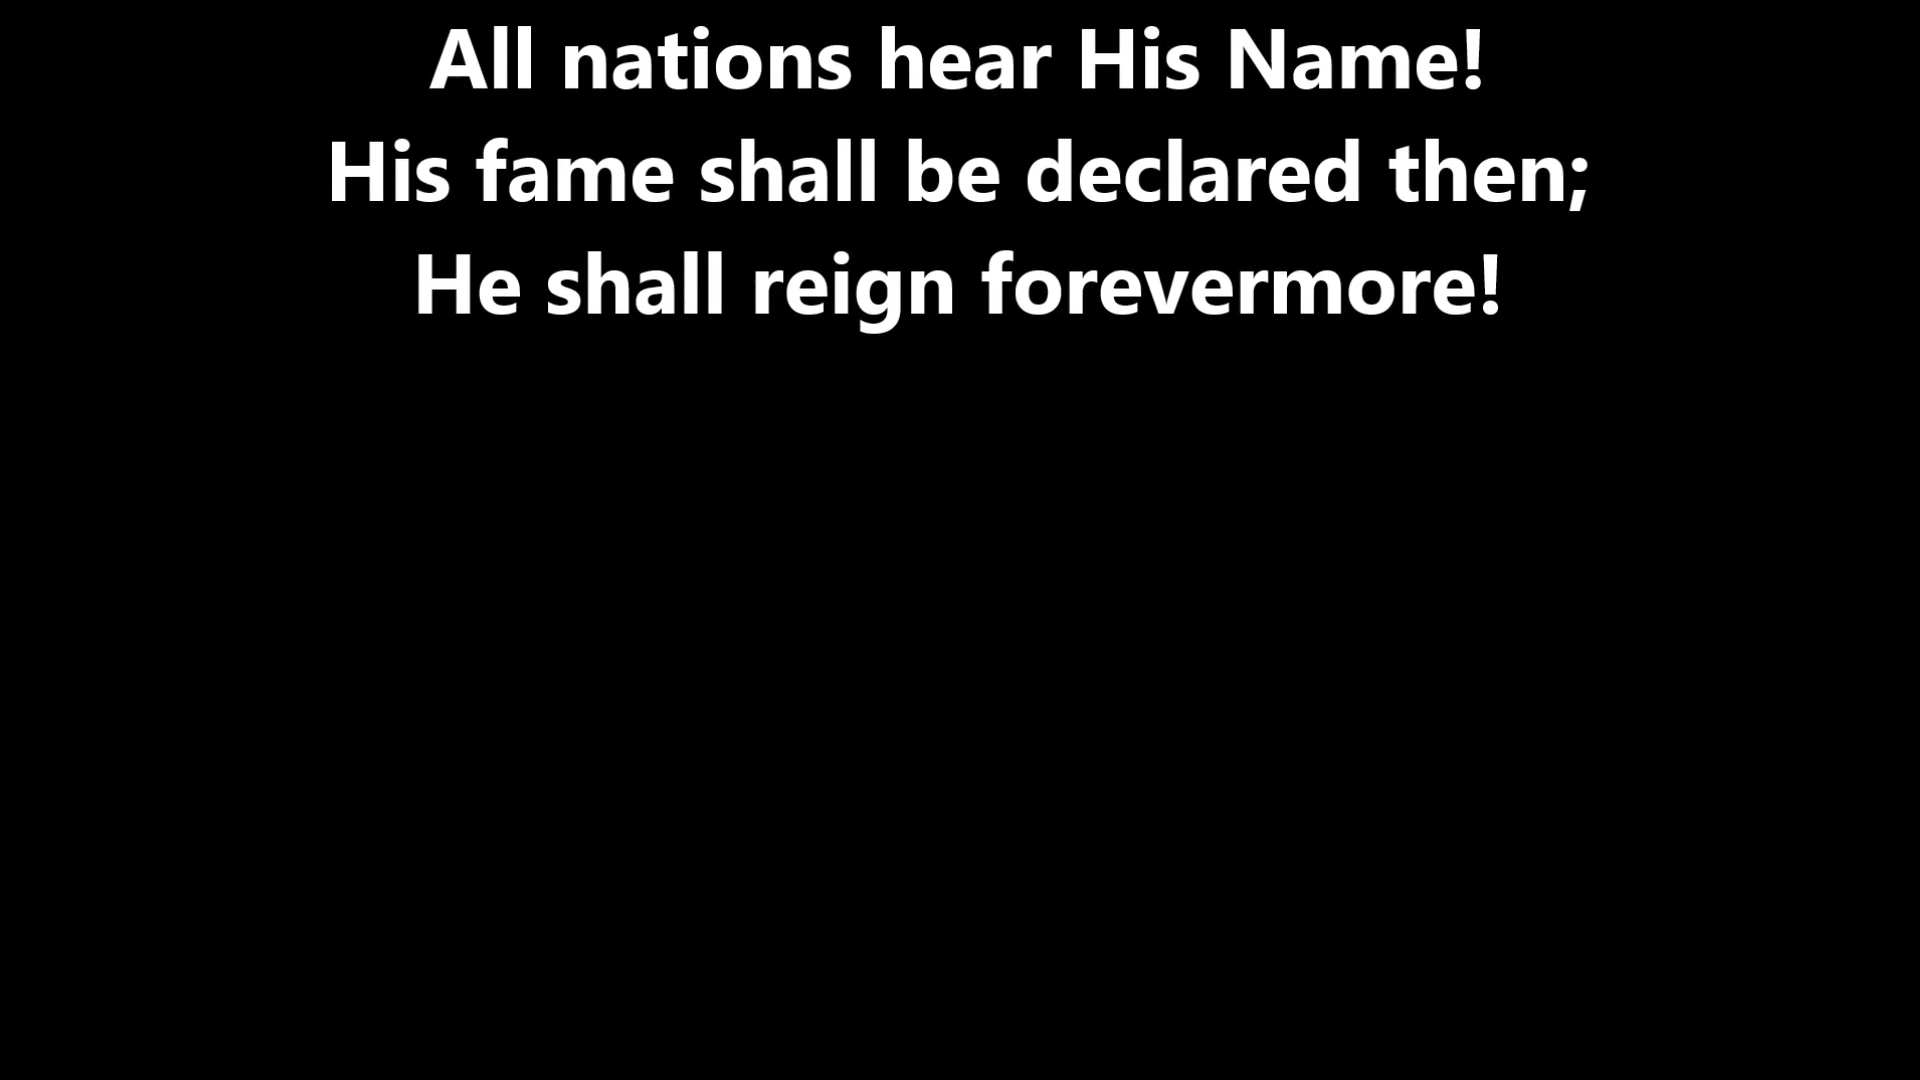 All nations hear His Name!
His fame shall be declared then;
He shall reign forevermore!